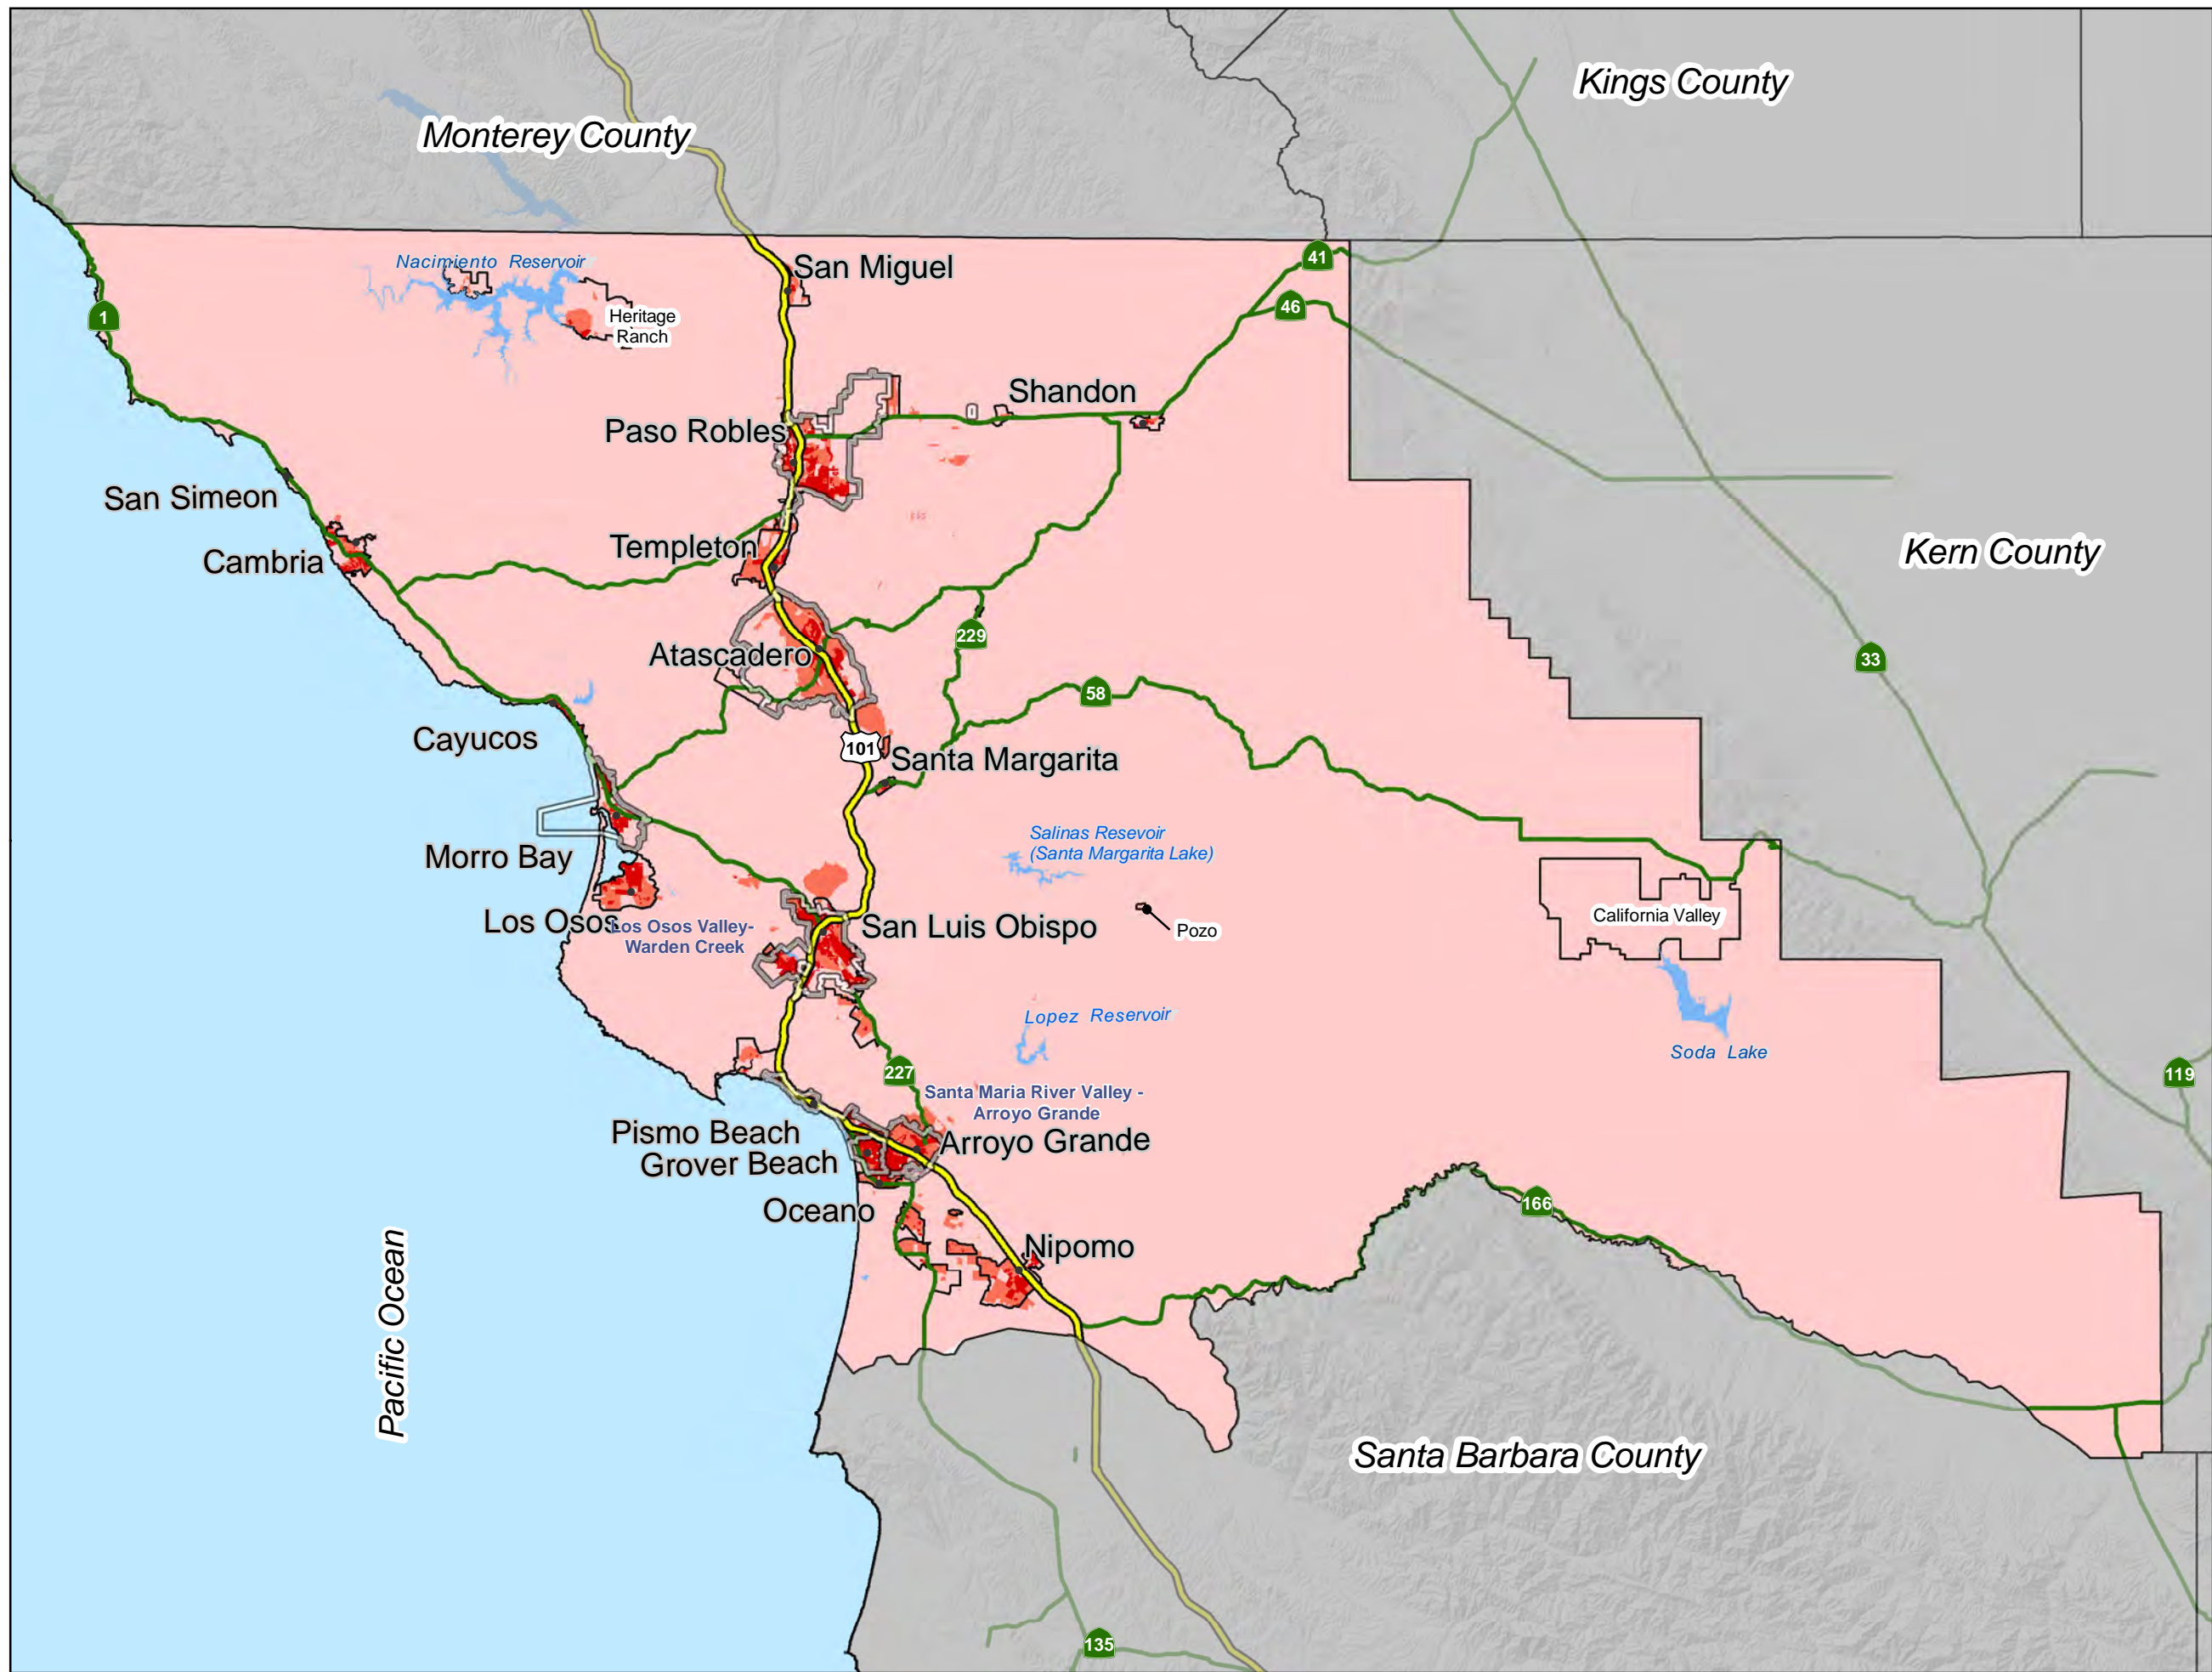 Kings County
Monterey County
41
Nacimiento Reservoir
San Miguel
46
1
Heritage
Ranch
Shandon
Paso Robles
San Simeon
Templeton
Kern County
Cambria
229
Atascadero
33
58
Cayucos
101
Santa Margarita
Salinas Resevoir
(Santa Margarita Lake)
Morro Bay
California Valley
Los Osos
Los Osos Valley-
Warden Creek
San Luis Obispo
Pozo
Lopez Reservoir
Soda Lake
227
119
Santa Maria River Valley -
Arroyo Grande
Pismo Beach
Arroyo Grande
Grover Beach
166
Oceano
Nipomo
Pacific Ocean
Santa Barbara County
135